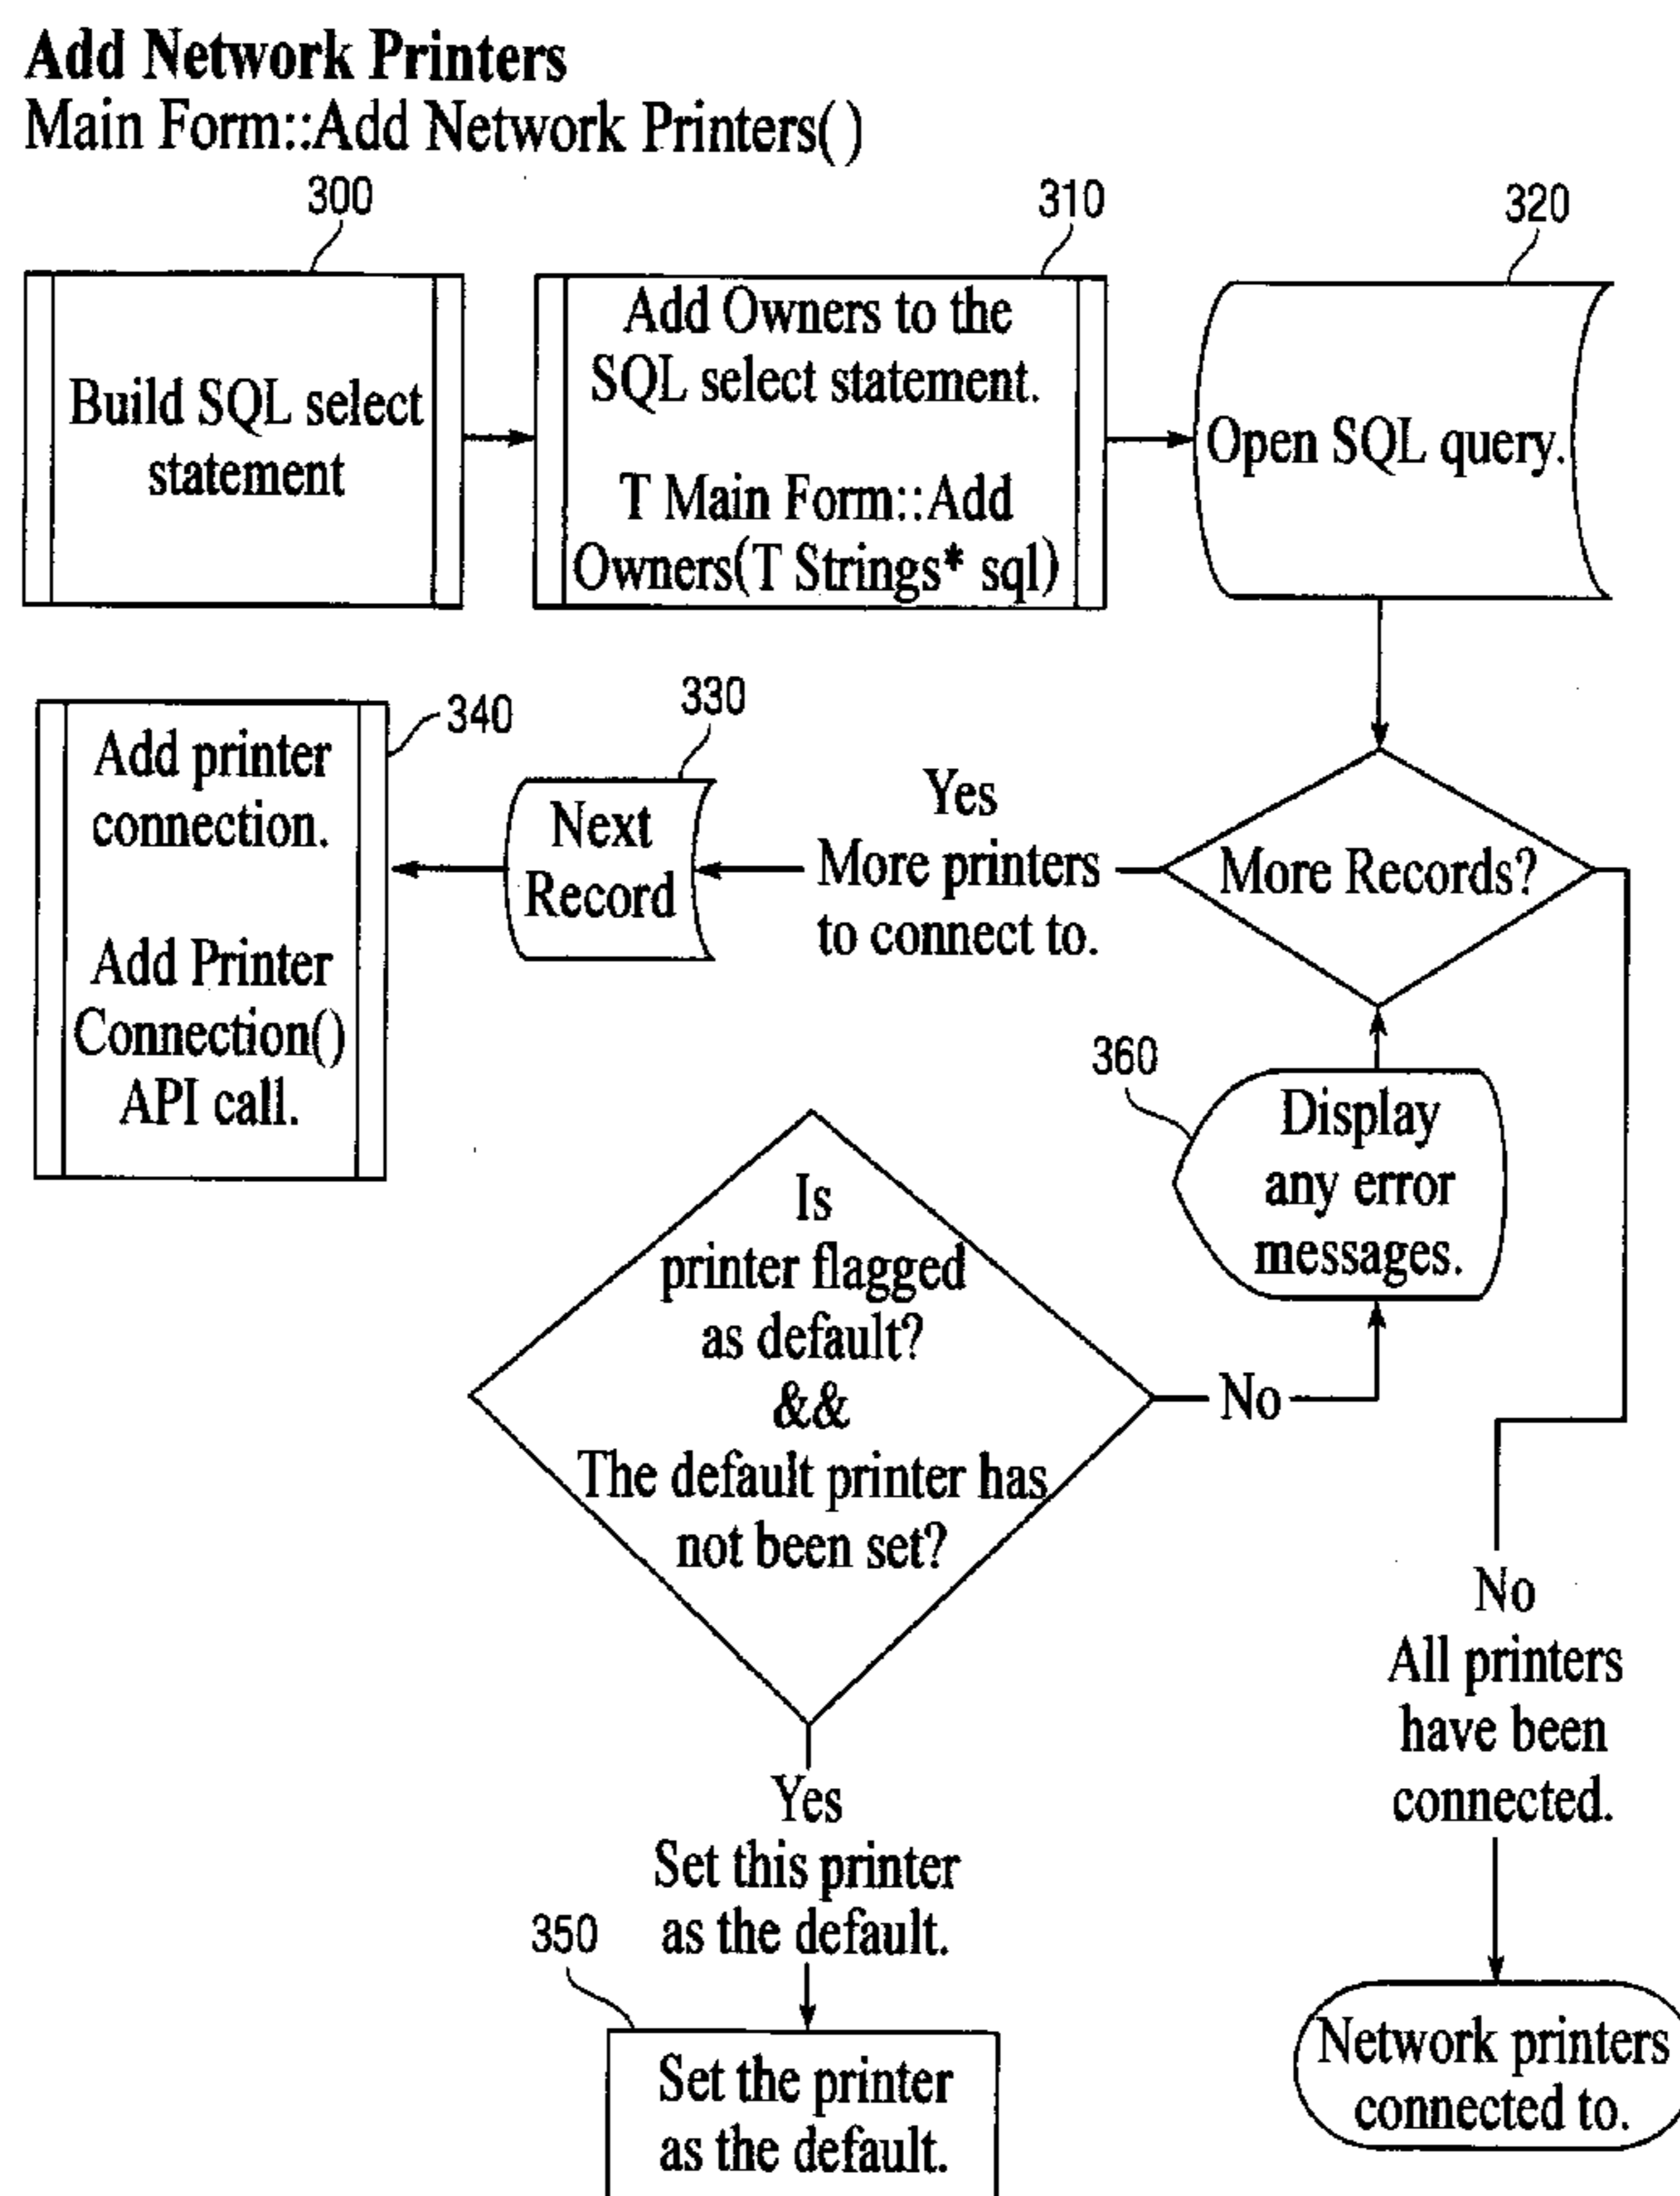 Add Network Printers
Main Form::Add Network Printers()
300
310
320
Build SQL select
statement
Add Owners to the
SQL select statement.
T Main Form::Add
Owners(T Strings* sql)
Open SQL query.
340
330
Add printer
connection.
Add Printer
Connection()
API call.
Next
Record
Yes
More printers
to connect to.
More Records?
360
Display
any error
messages.
Is
printer flagged
as default?
&&
The default printer has
not been set?
No
No
All printers
have been
connected.
Yes
Set this printer
as the default.
350
Set the printer
as the default.
Network printers
connected to.